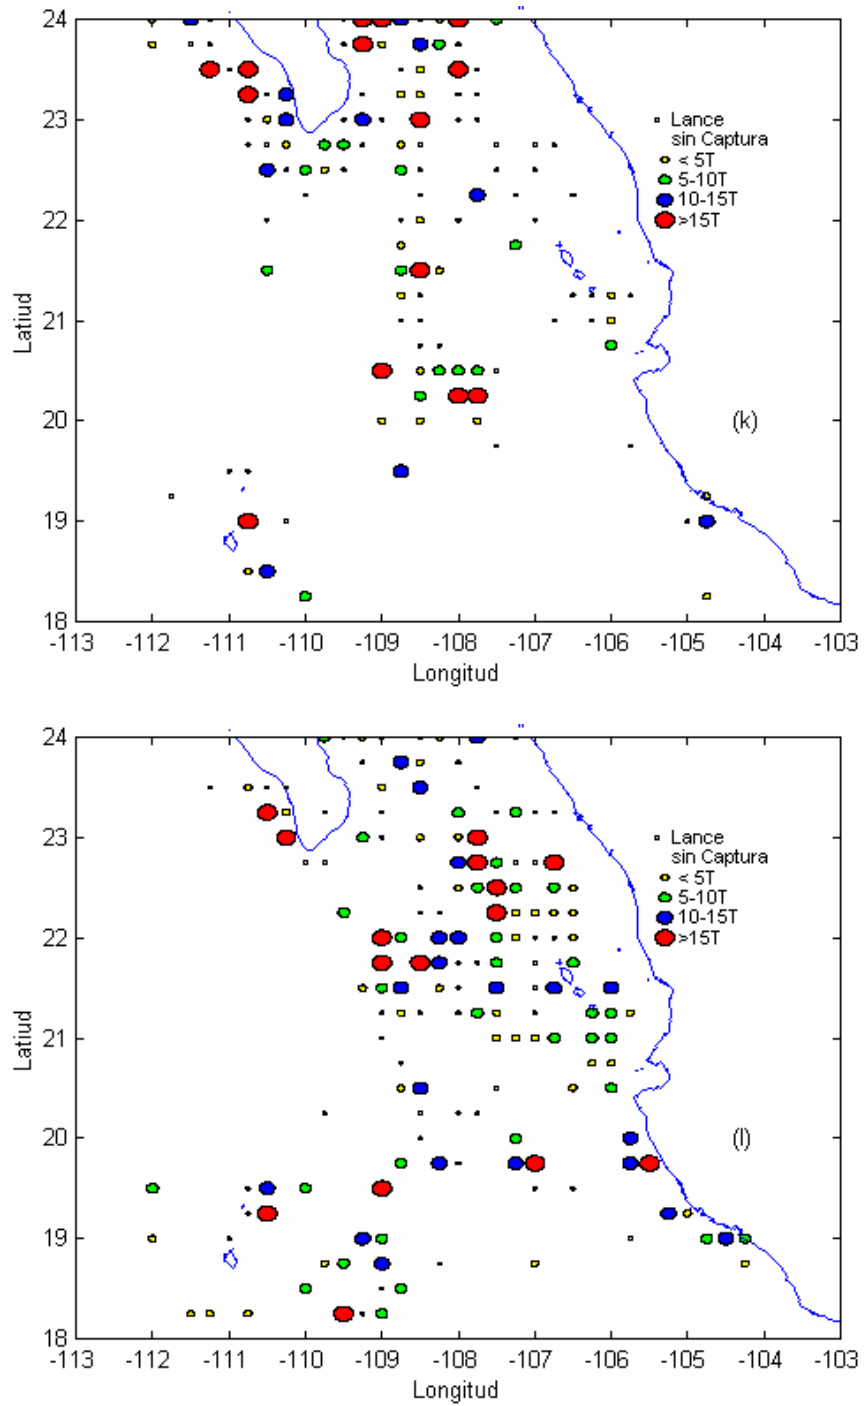 24
23
22
21
20
19
18
Latiud
Lance
sin Captura
< 5T
5-10T
10-15T
>15T
(k)
-113 -112 -111 -110 -109 -108 -107 -106 -105 -104 -103
Longitud
24
23
22
21
20
19
18
Latiud
Lance
sin Captura
< 5T
5-10T
10-15T
>15T
(l)
-113 -112 -111 -110 -109 -108 -107 -106 -105 -104 -103
Longitud